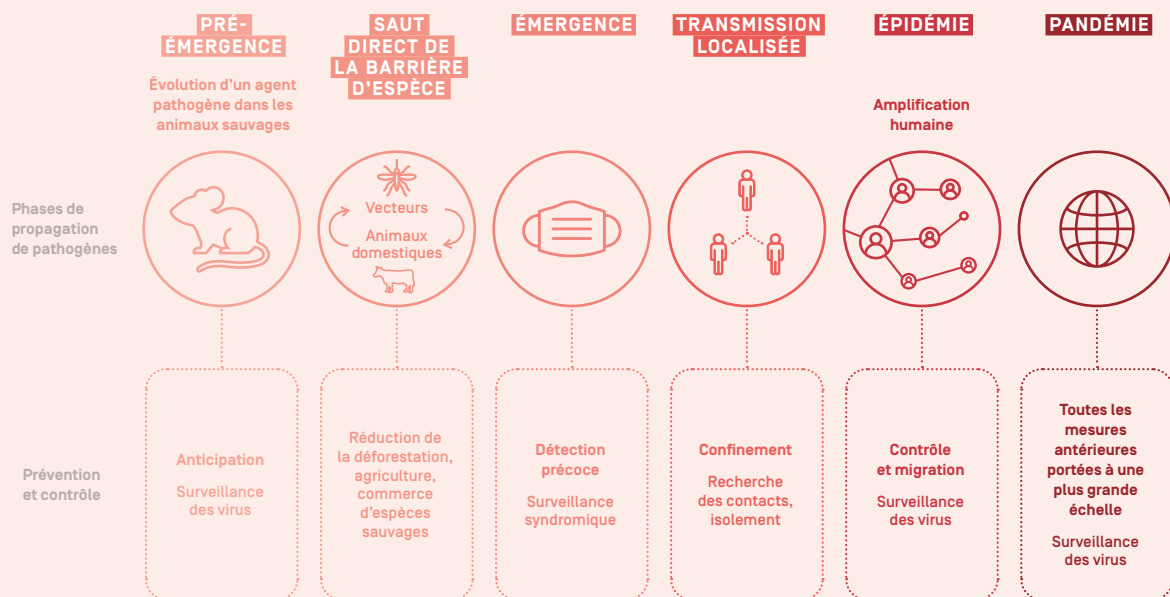 PRÉ-
ÉMERGENCE
Évolution d'un agent
pathogène dans les
animaux sauvages
SAUT
DIRECT DE
LA BARRIÈRE
D'ESPÈCE
ÉMERGENCE
TRANSMISSION
LOCALISÉE
ÉPIDÉMIE
Amplification
humaine
PANDÉMIE
Phases de
propagation
de pathogènes
Vecteurs
Animaux
domestiques
Prévention
et contrôle
Anticipation
Surveillance
des virus
Réduction de
la déforestation,
agriculture,
commerce
d'espèces
sauvages
Détection
précoce
Surveillance
syndromique
Confinement
Recherche
des contacts,
isolement
Contrôle
et migration
Surveillance
des virus
Toutes les
mesures
antérieures
portées à une
plus grande
échelle
Surveillance
des virus